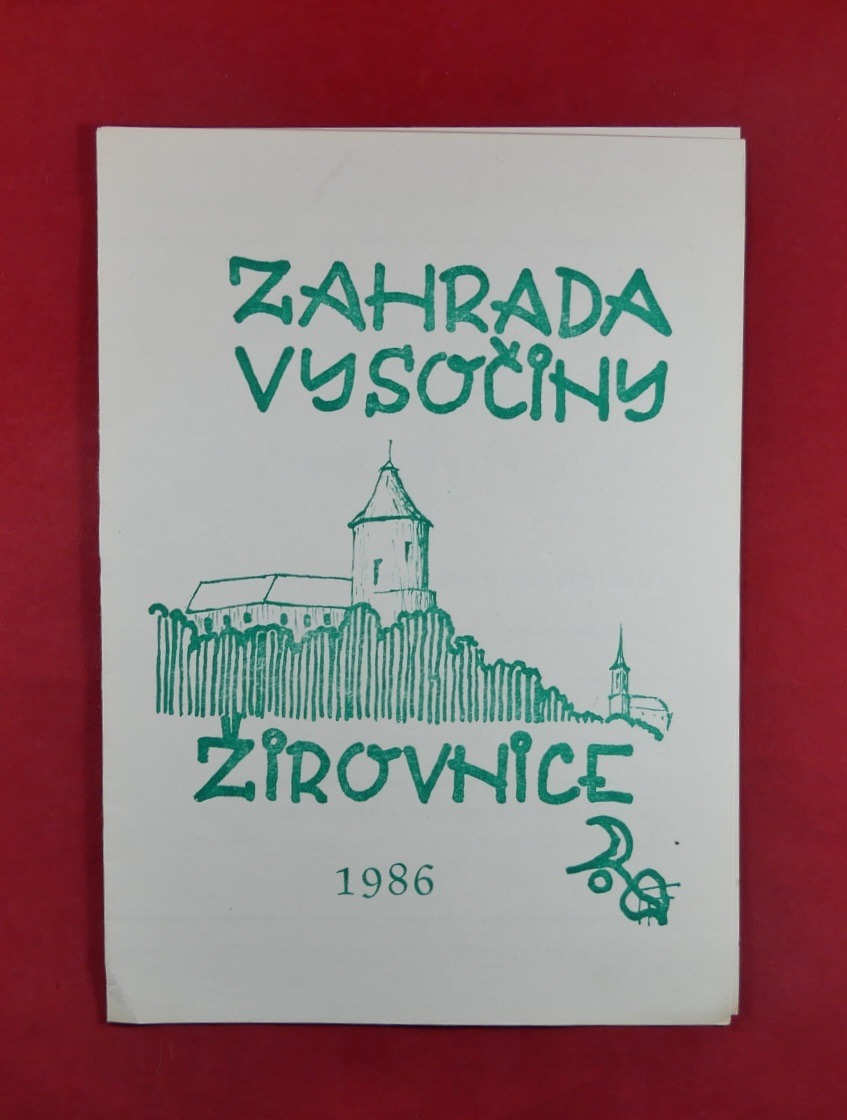 ZAHRADA
VYSOČINY
ŽIROVNICE
1986